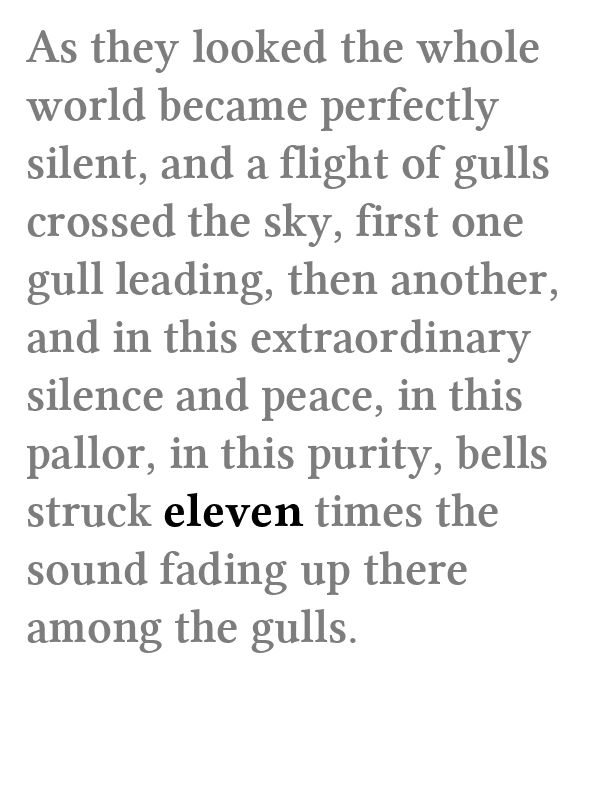 As they looked the whole
world became perfectly
silent, and a flight of gulls
crossed the sky, first one
gull leading, then another,
and in this extraordinary
silence and peace, in this
pallor, in this purity, bells
struck eleven times the
sound fading up there
among the gulls.